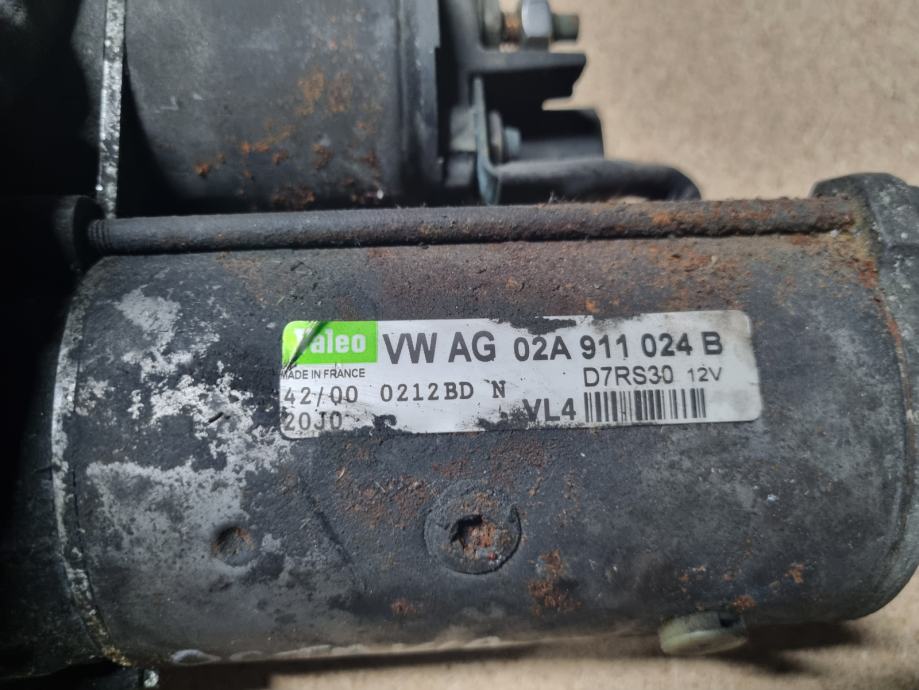 Valeo VW AG 02A 911 024 B
MADE IN FRANCE D7RS30 12V
42/00 0212BD N
20J0 VL4